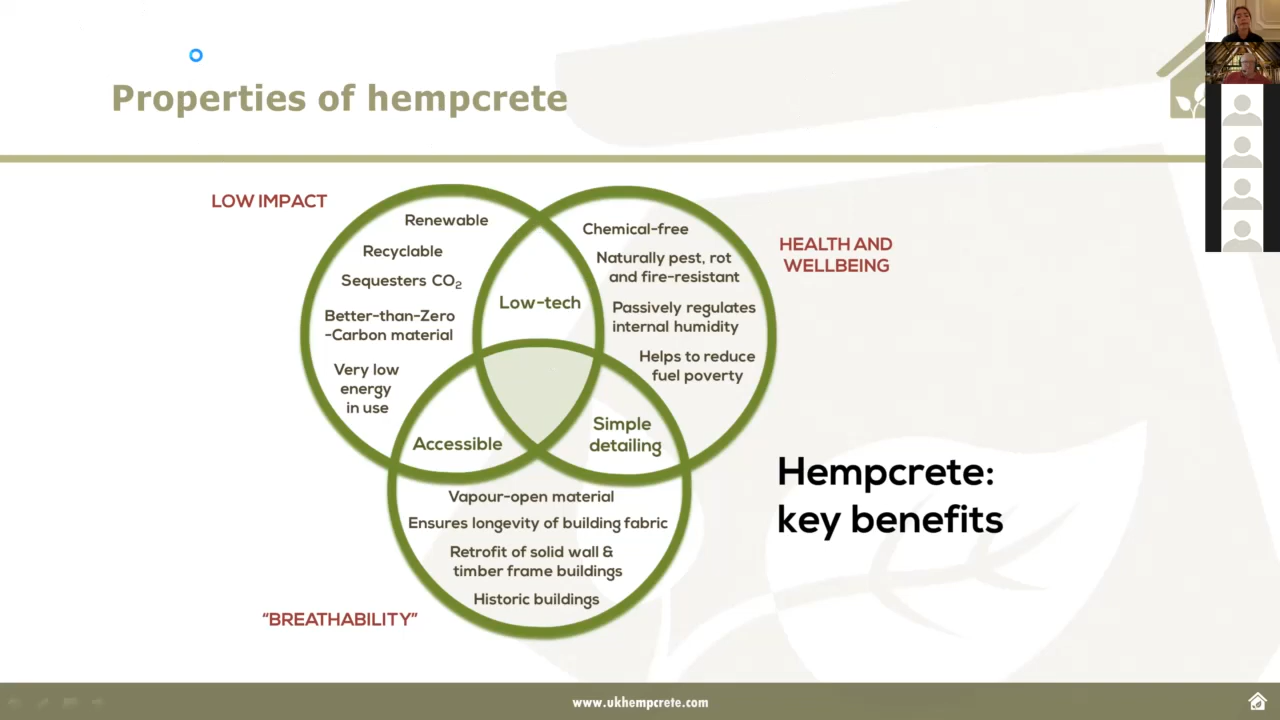 Properties of hempcrete
LOW IMPACT
Renewable
Recyclable
Sequesters CO₂
Better-than-Zero
-Carbon material
Very low
energy
in use
Low-tech
Chemical-free
Naturally pest, rot
and fire-resistant
Passively regulates
internal humidity
Helps to reduce
fuel poverty
HEALTH AND
WELLBEING
Accessible
Simple
detailing
Vapour-open material
Ensures longevity of building fabric
Retrofit of solid wall &
timber frame buildings
Historic buildings
“BREATHABILITY”
Hempcrete:
key benefits
www.ukhempcrete.com